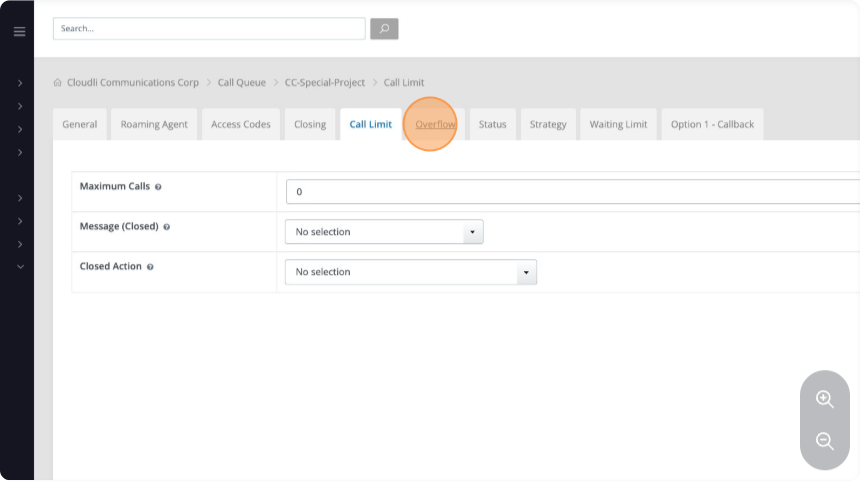 Search...
Cloudli Communications Corp > Call Queue > CC-Special-Project > Call Limit
General Roaming Agent Access Codes Closing Call Limit Overflow Status Strategy Waiting Limit Option 1 - Callback
Maximum Calls ? 0
Message (Closed) ? No selection
Closed Action ? No selection